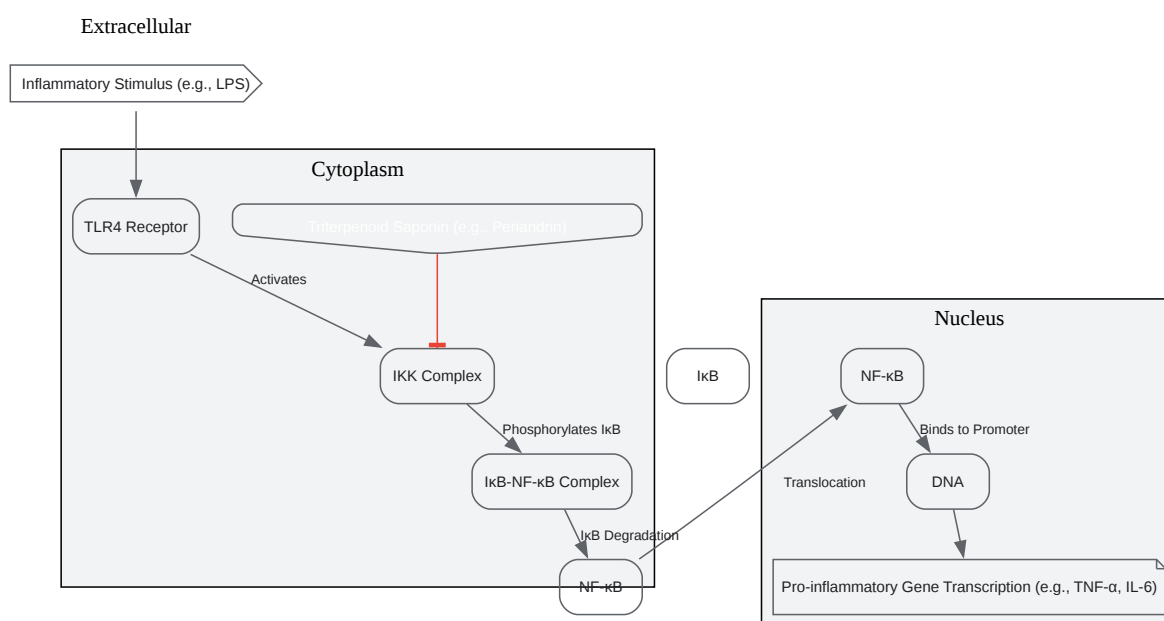 Extracellular
Inflammatory Stimulus (e.g., LPS)
Cytoplasm
TLR4 Receptor
Triterpenoid Saponin (e.g., Periandrin)
Activates
Nucleus
IKK Complex
IκB
NF-κB
Phosphorylates IκB
Binds to Promoter
IκB-NF-κB Complex
Translocation
DNA
IκB Degradation
NF-κB
Pro-inflammatory Gene Transcription (e.g., TNF-α, IL-6)